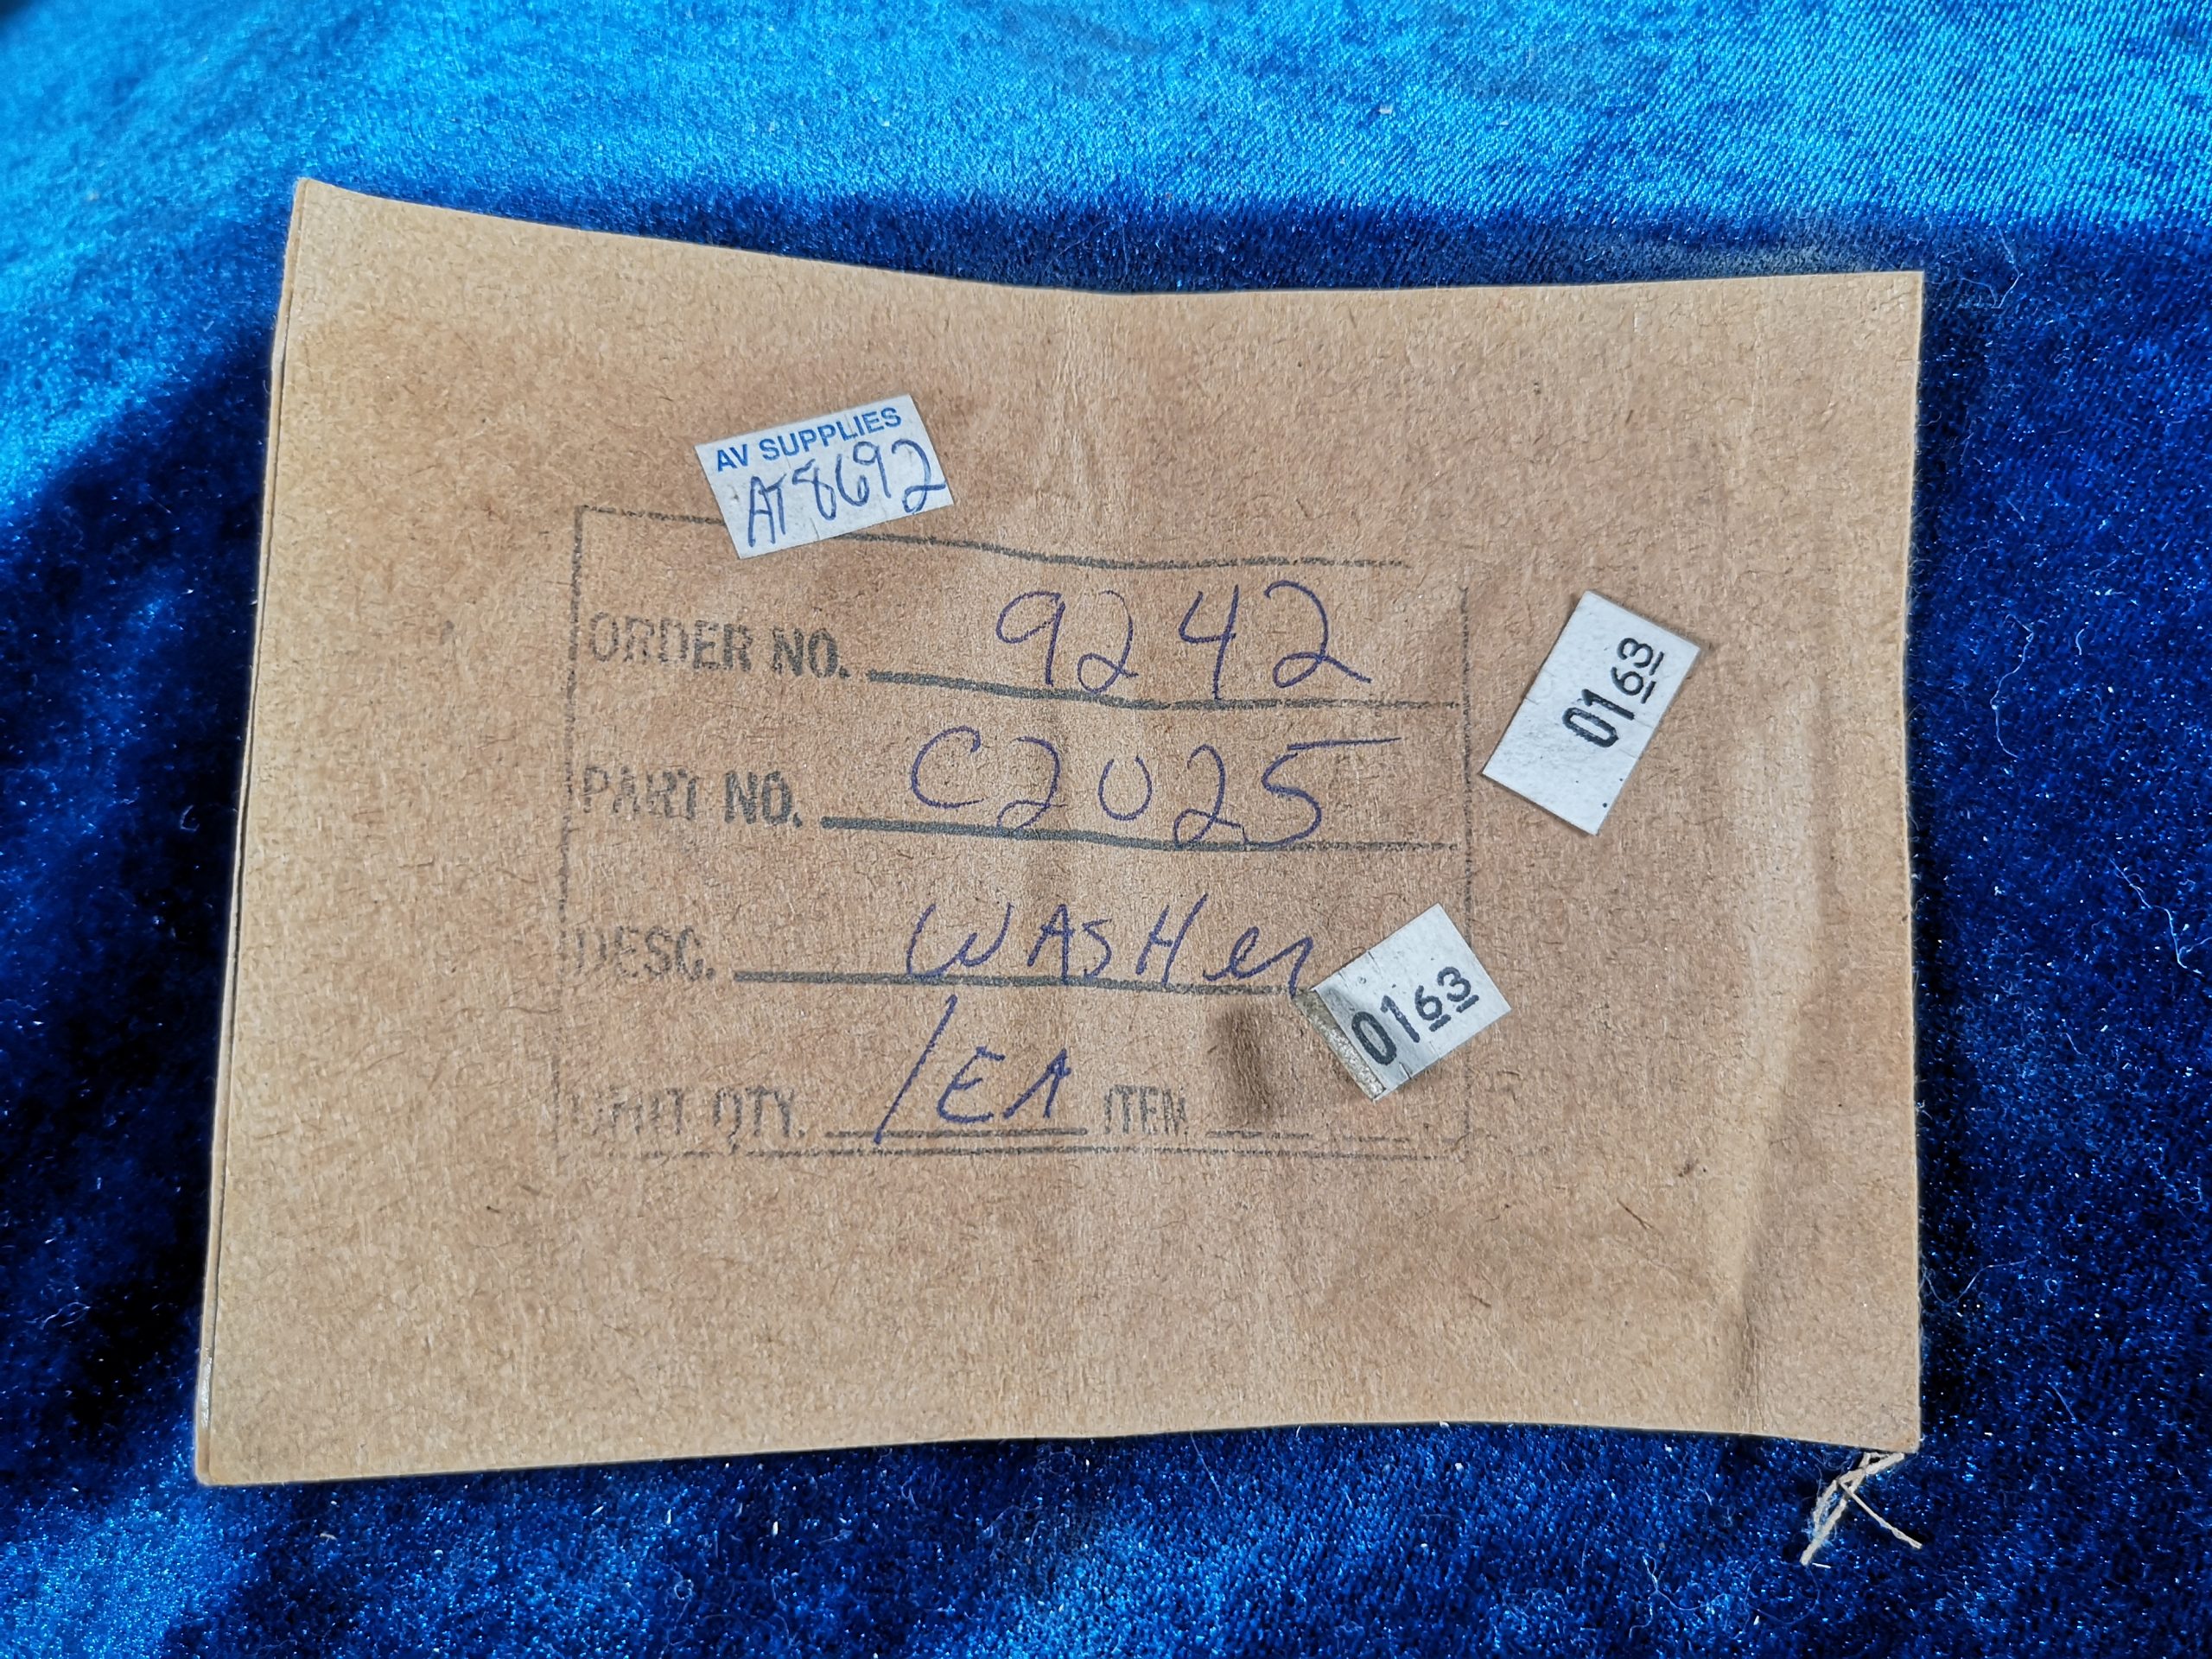 AV SUPPLIES
AT8692
ORDER NO. 9242
PART NO. C2025
DESC. WASHer
UNIT QTY. 1EA ITEM
0163
0163